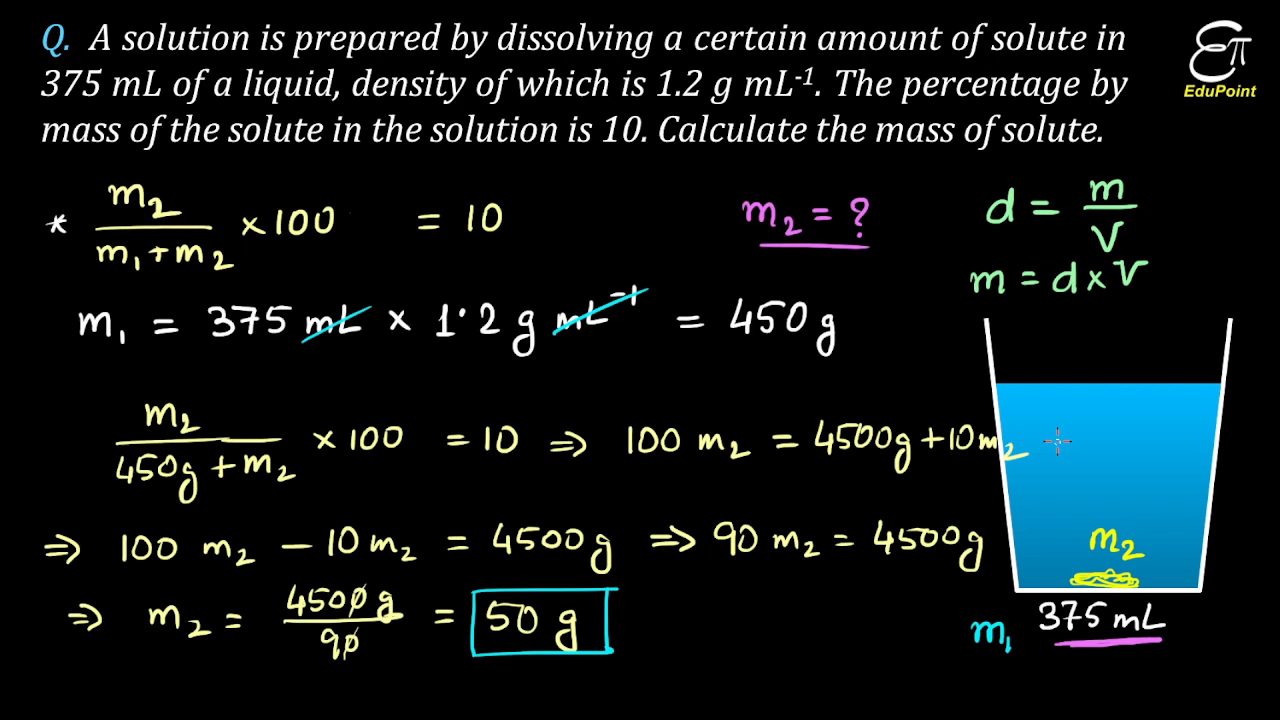 Q. A solution is prepared by dissolving a certain amount of solute in
375 mL of a liquid, density of which is 1.2 g mL⁻¹. The percentage by
mass of the solute in the solution is 10. Calculate the mass of solute.
επ
EduPoint
* m₂ / (m₁ + m₂) × 100 = 10
m₂ = ?
d = m / V
m = d × V
m₁ = 375 mL × 1.2 g mL⁻¹ = 450 g
m₂ / (450g + m₂) × 100 = 10 ⇒ 100 m₂ = 4500g + 10m₂
⇒ 100 m₂ − 10 m₂ = 4500g ⇒ 90 m₂ = 4500g
⇒ m₂ = 4500 g / 90 = 50 g
m₂
m₁ 375 mL